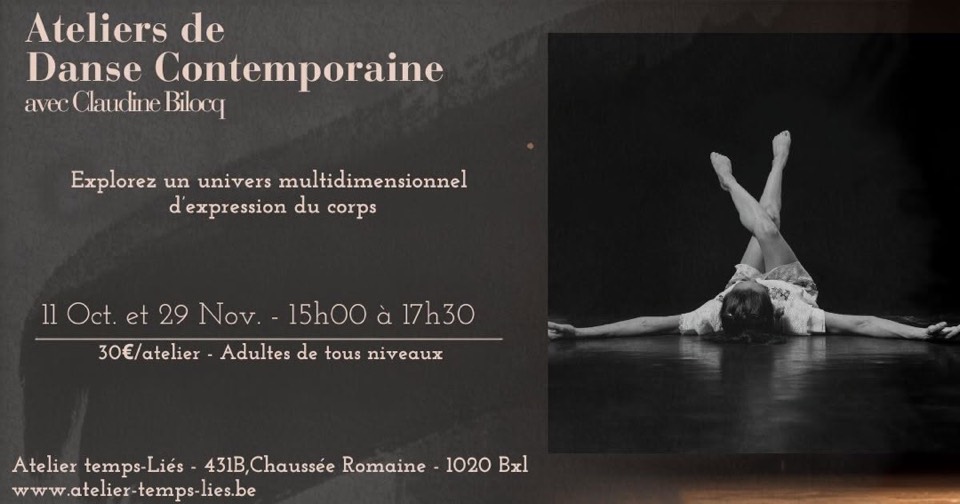 Ateliers de
Danse Contemporaine
avec Claudine Bilocq
Explorez un univers multidimensionnel
d'expression du corps
11 Oct. et 29 Nov. - 15h00 à 17h30
30€/atelier - Adultes de tous niveaux
Atelier temps-Liés - 431B,Chaussée Romaine - 1020 Bxl
www.atelier-temps-lies.be